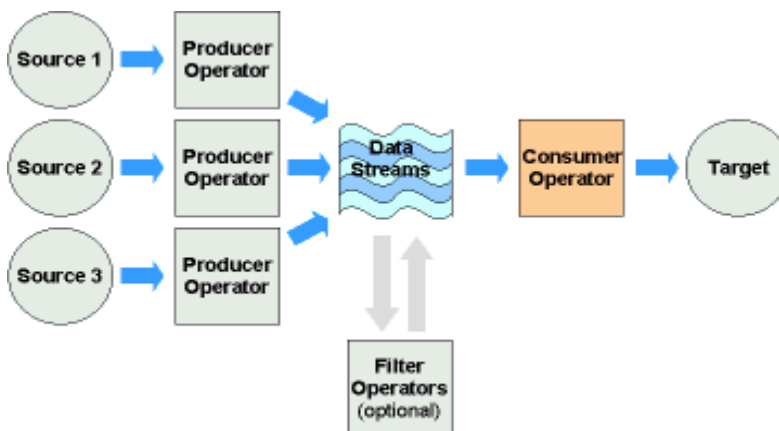 Source 1
Producer
Operator
Source 2
Producer
Operator
Data
Streams
Consumer
Operator
Target
Source 3
Producer
Operator
Filter
Operators
(optional)